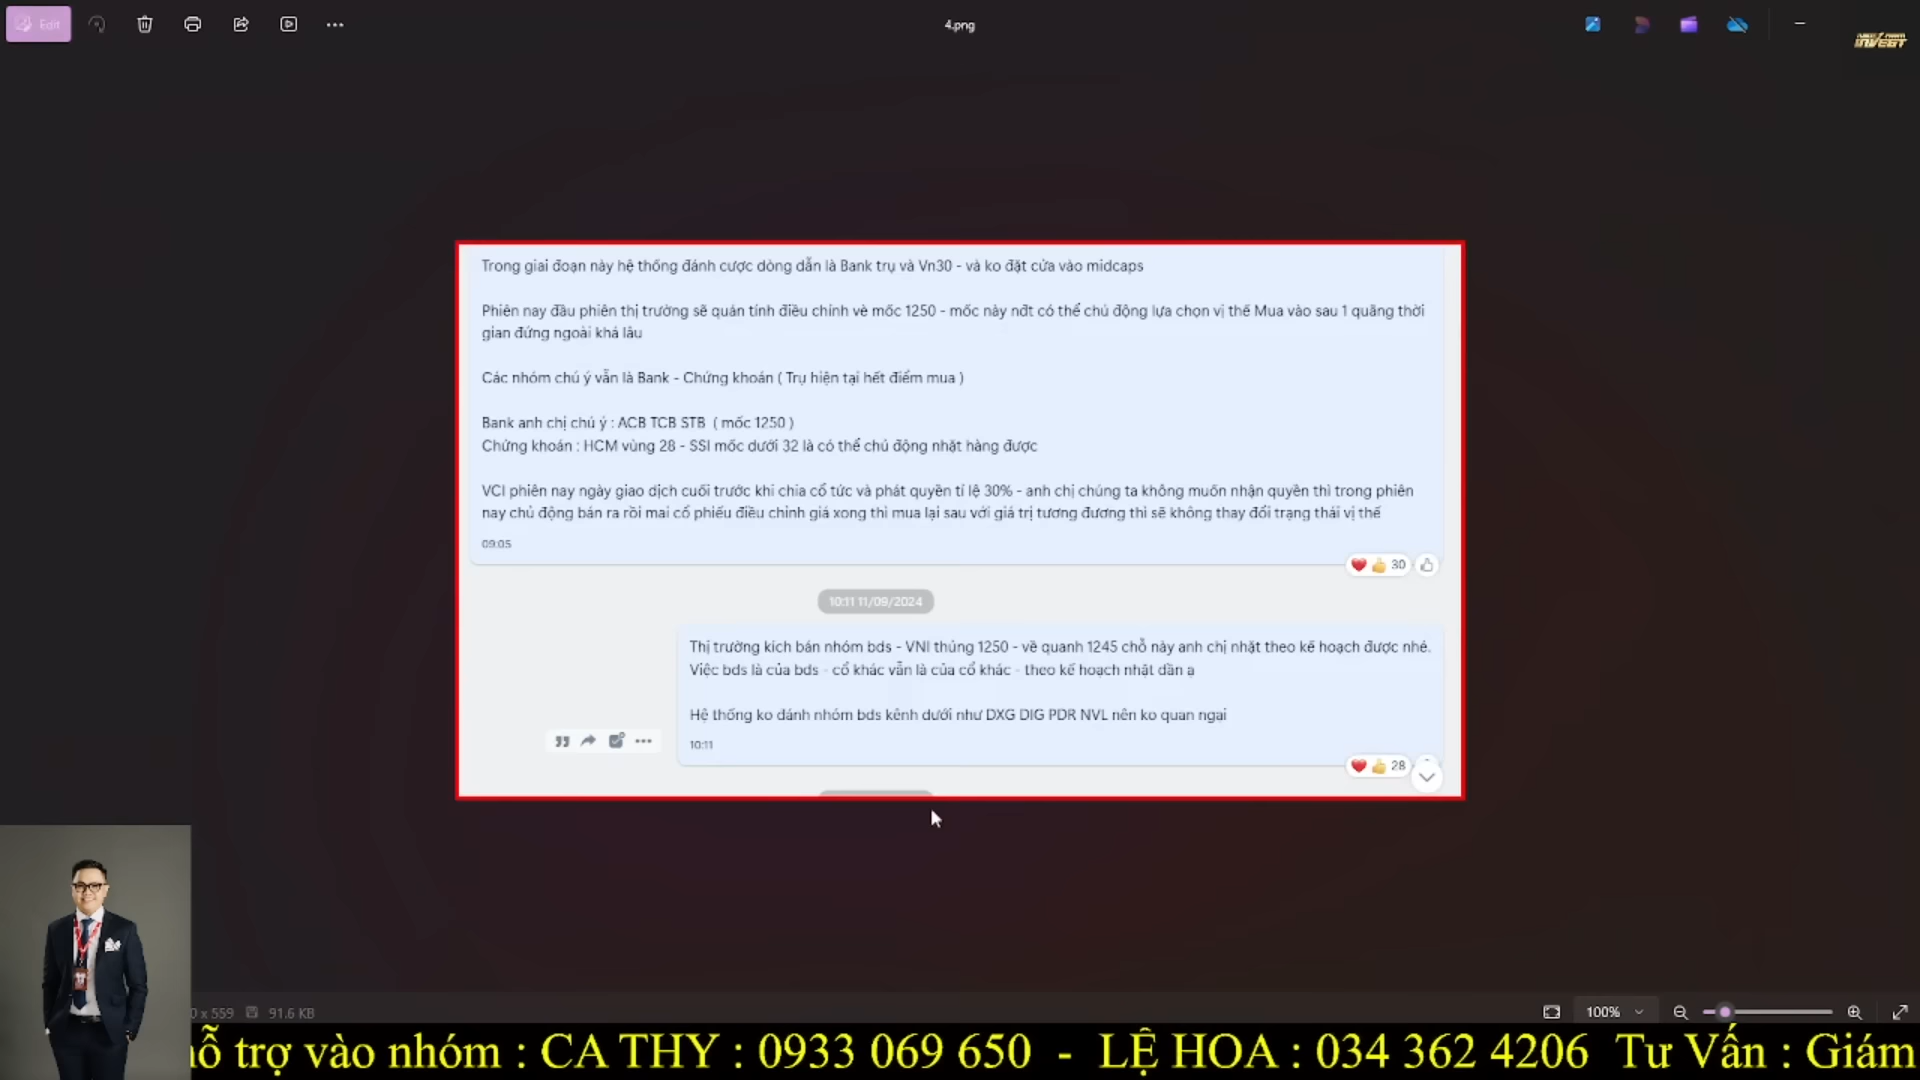 Edit
4.png
INVEST
Trong giai đoạn này hệ thống đánh cược dòng dẫn là Bank trụ và Vn30 - và ko đặt cửa vào midcaps
Phiên nay đầu phiên thị trường sẽ quán tính điều chỉnh vè mốc 1250 - mốc này nđt có thể chủ động lựa chọn vị thế Mua vào sau 1 quãng thời
gian đứng ngoài khá lâu
Các nhóm chú ý vẫn là Bank - Chứng khoán ( Trụ hiện tại hết điểm mua )
Bank anh chị chú ý : ACB TCB STB ( mốc 1250 )
Chứng khoán : HCM vùng 28 - SSI mốc dưới 32 là có thể chủ động nhặt hàng được
VCI phiên nay ngày giao dịch cuối trước khi chia cổ tức và phát quyền tỉ lệ 30% - anh chị chúng ta không muốn nhận quyền thì trong phiên
nay chủ động bán ra rồi mai cổ phiếu điều chỉnh giá xong thì mua lại sau với giá trị tương đương thì sẽ không thay đổi trạng thái vị thế
09:05
30
10:11 11/09/2024
Thị trường kích bán nhóm bds - VNI thủng 1250 - về quanh 1245 chỗ này anh chị nhặt theo kế hoạch được nhé.
Việc bds là của bds - cổ khác vẫn là của cổ khác - theo kế hoạch nhặt dần ạ
Hệ thống ko dánh nhóm bds kênh dưới như DXG DIG PDR NVL nên ko quan ngại
10:11
28
0 x 559 91.6 KB
100%
hỗ trợ vào nhóm : CA THY : 0933 069 650 - LỆ HOA : 034 362 4206 Tư Vấn : Giám